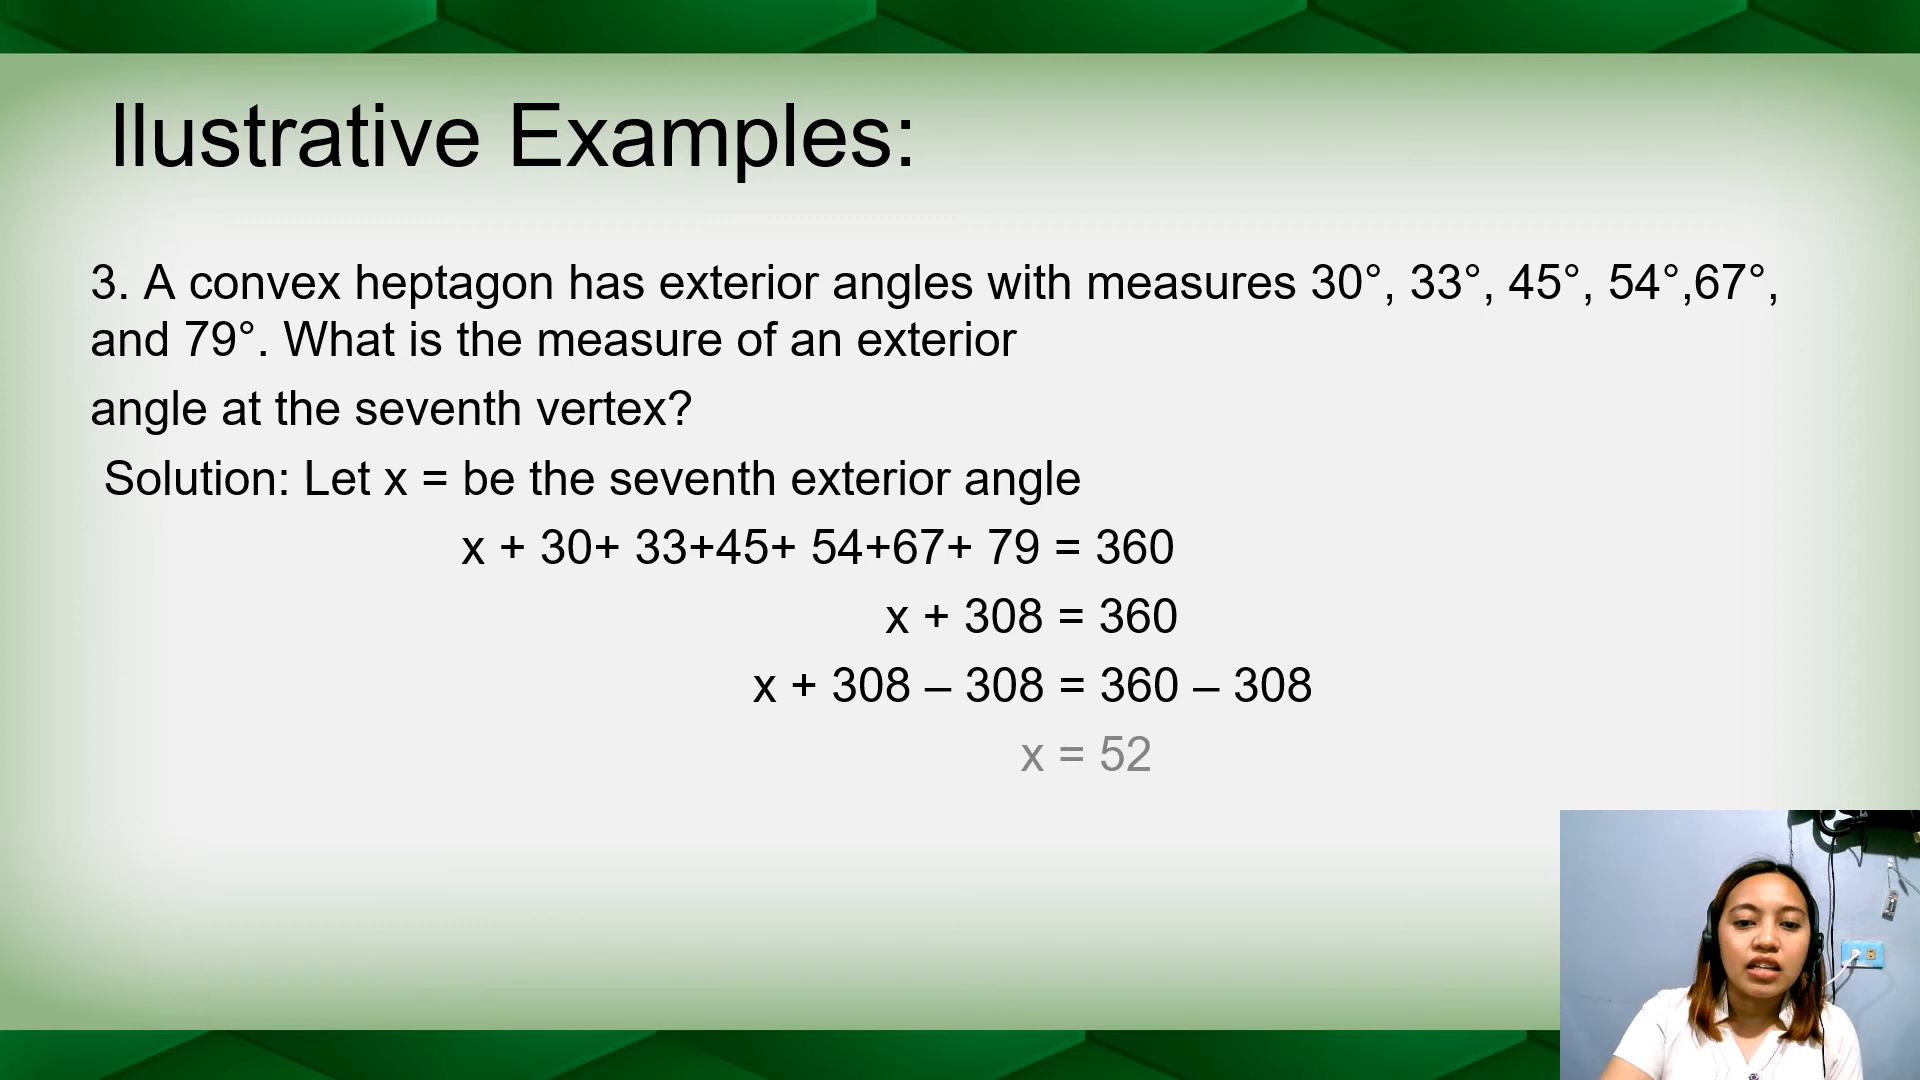 Ilustrative Examples:
3. A convex heptagon has exterior angles with measures 30°, 33°, 45°, 54°,67°,
and 79°. What is the measure of an exterior
angle at the seventh vertex?
Solution: Let x = be the seventh exterior angle
x + 30+ 33+45+ 54+67+ 79 = 360
x + 308 = 360
x + 308 – 308 = 360 – 308
x = 52